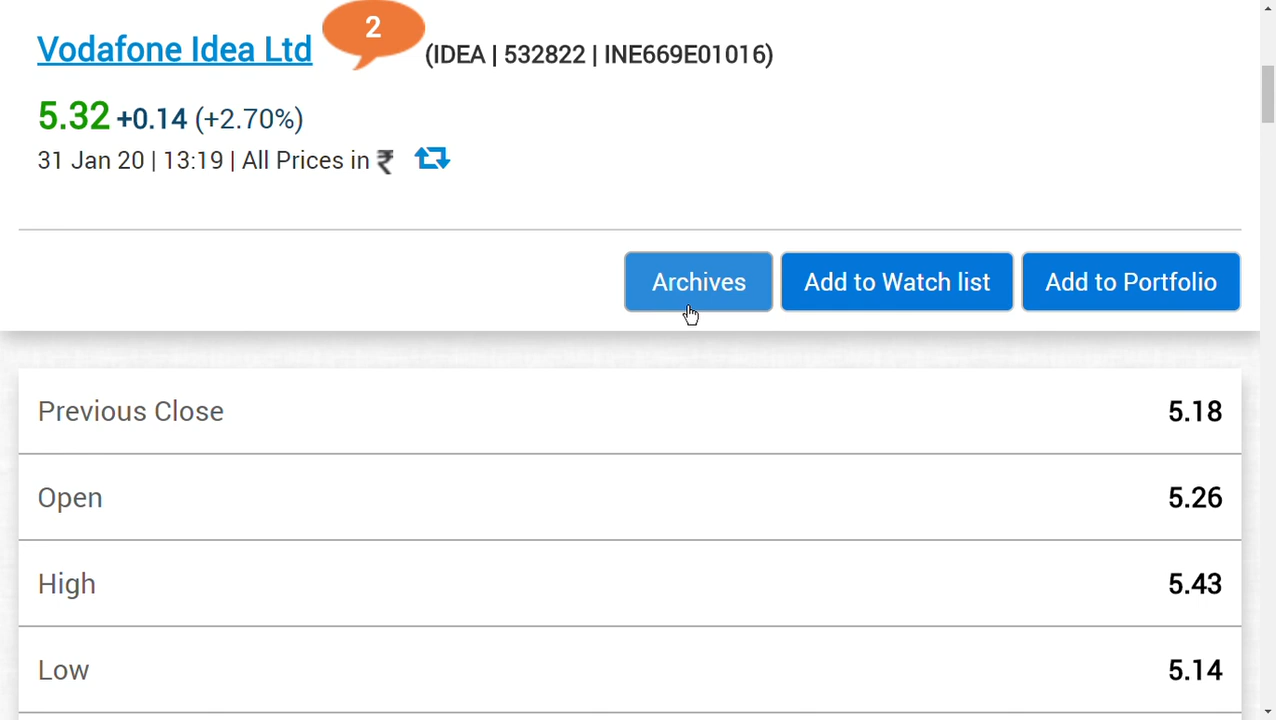 2
Vodafone Idea Ltd (IDEA | 532822 | INE669E01016)
5.32 +0.14 (+2.70%)
31 Jan 20 | 13:19 | All Prices in ₹
Archives Add to Watch list Add to Portfolio
Previous Close 5.18
Open 5.26
High 5.43
Low 5.14